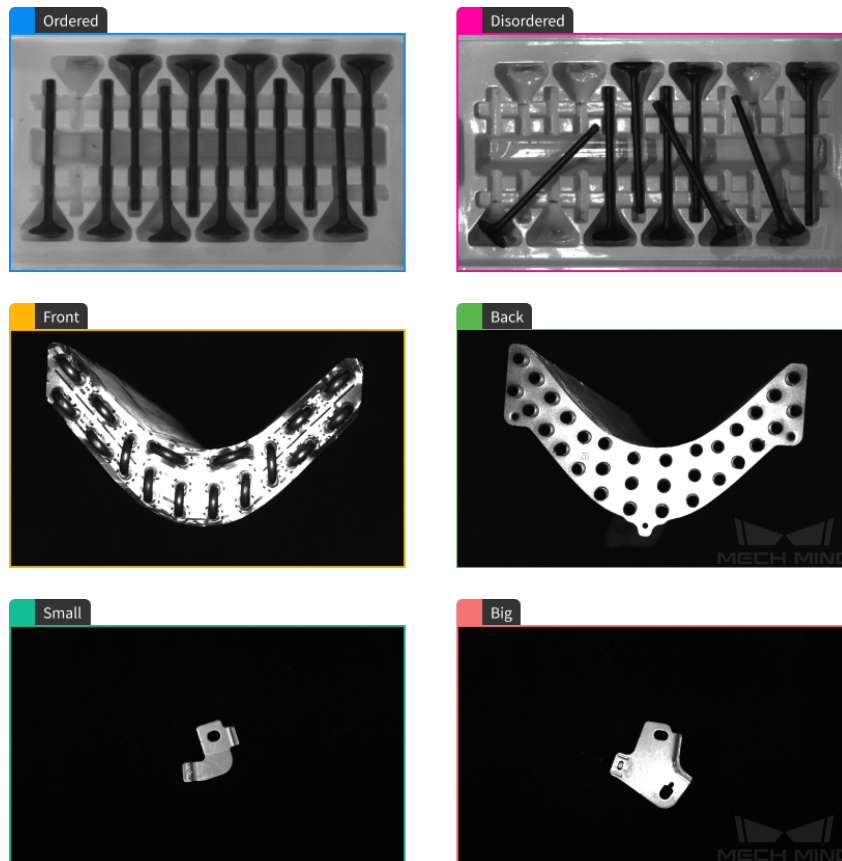 Ordered
Disordered
Front
Back
MECH MIND
Small
Big
MECH MIND